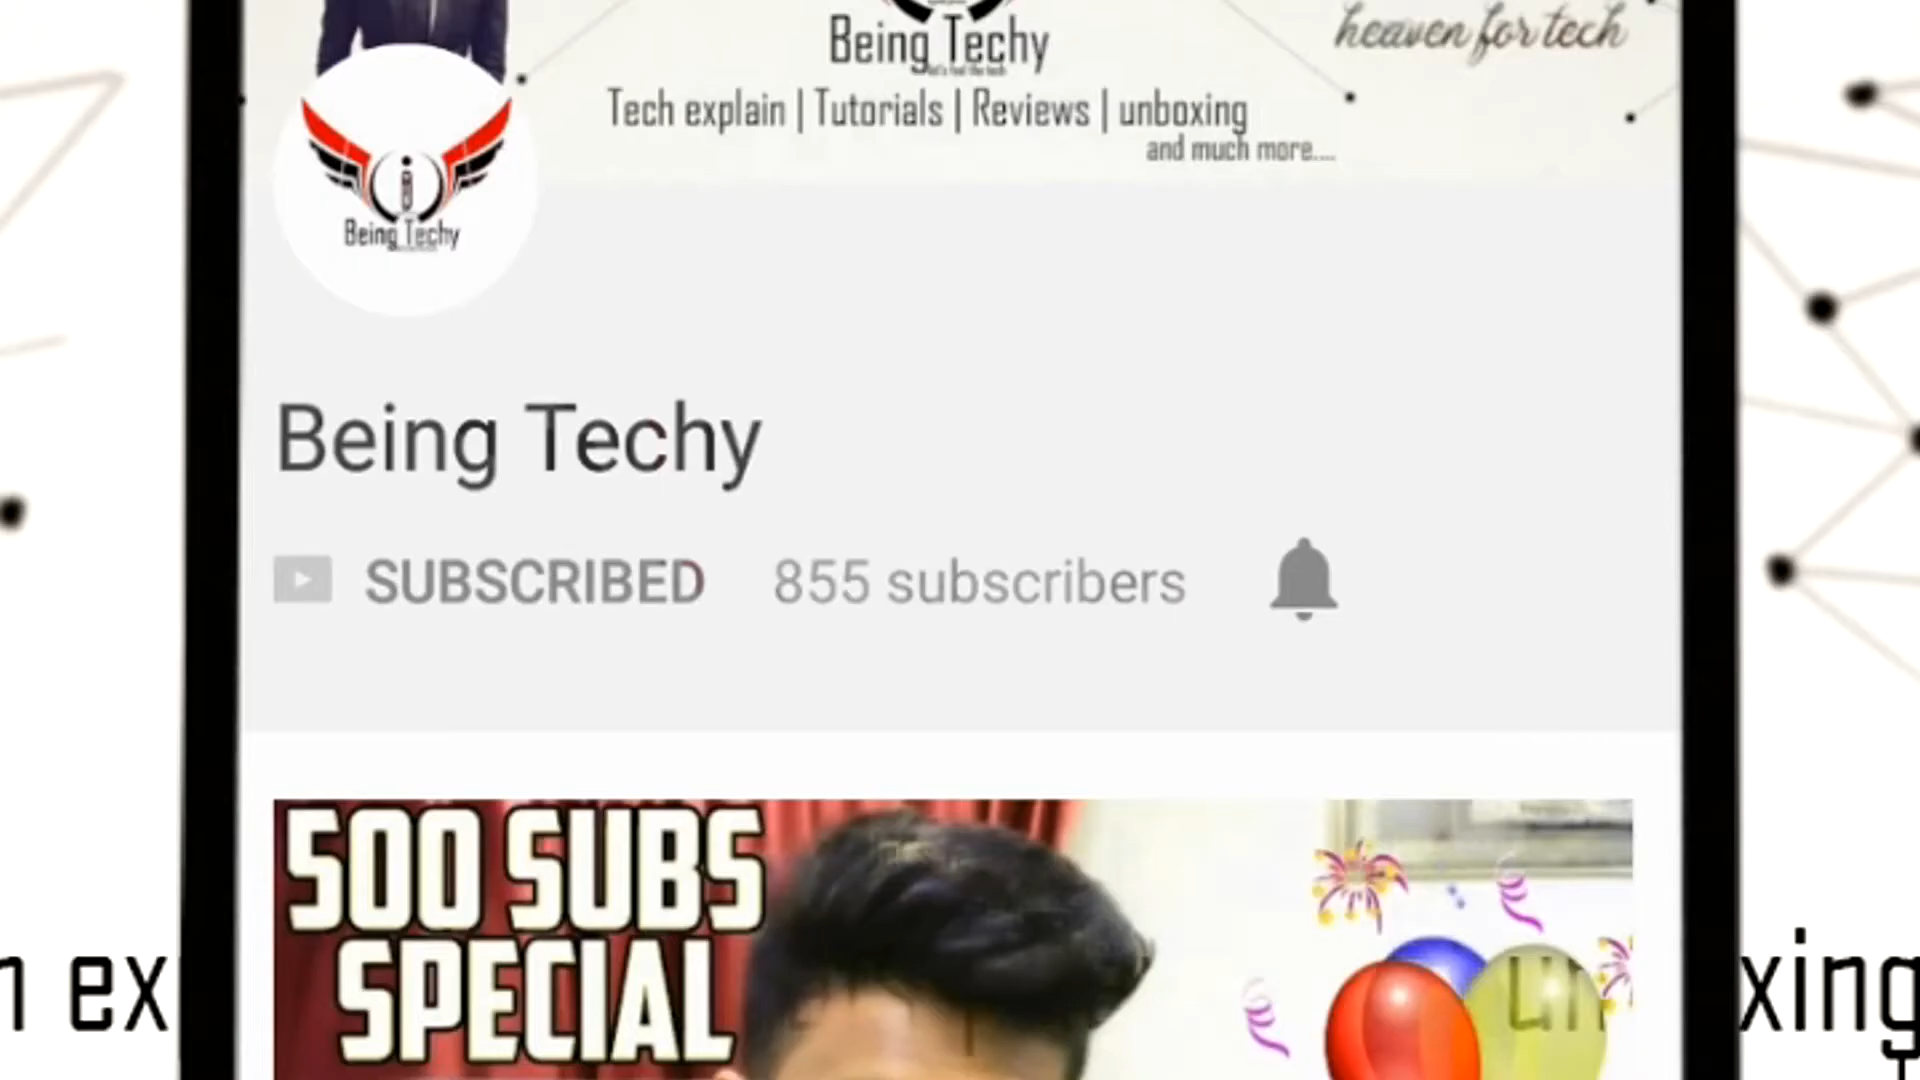 Being Techy
heaven for tech
Tech explain | Tutorials | Reviews | unboxing
and much more....
Being Techy
Being Techy
SUBSCRIBED 855 subscribers
500 SUBS
SPECIAL
n ex
un
xing